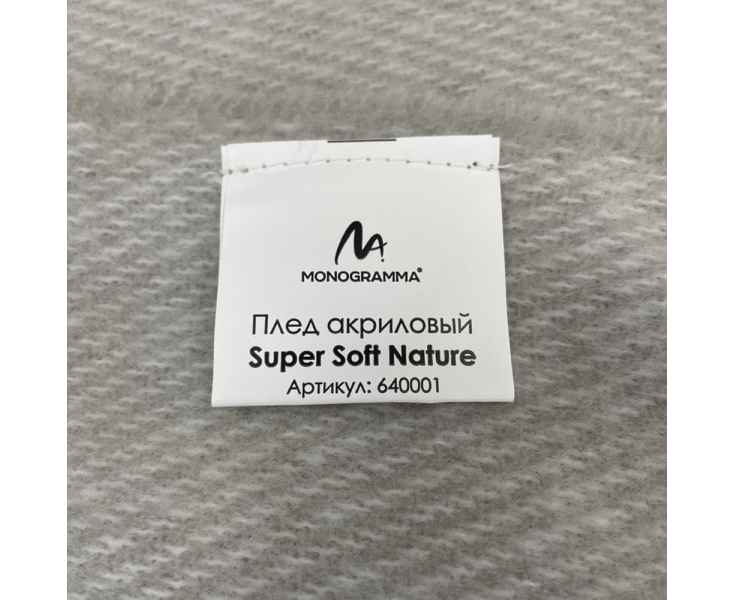 MONOGRAMMA®
Плед акриловый
Super Soft Nature
Артикул: 640001